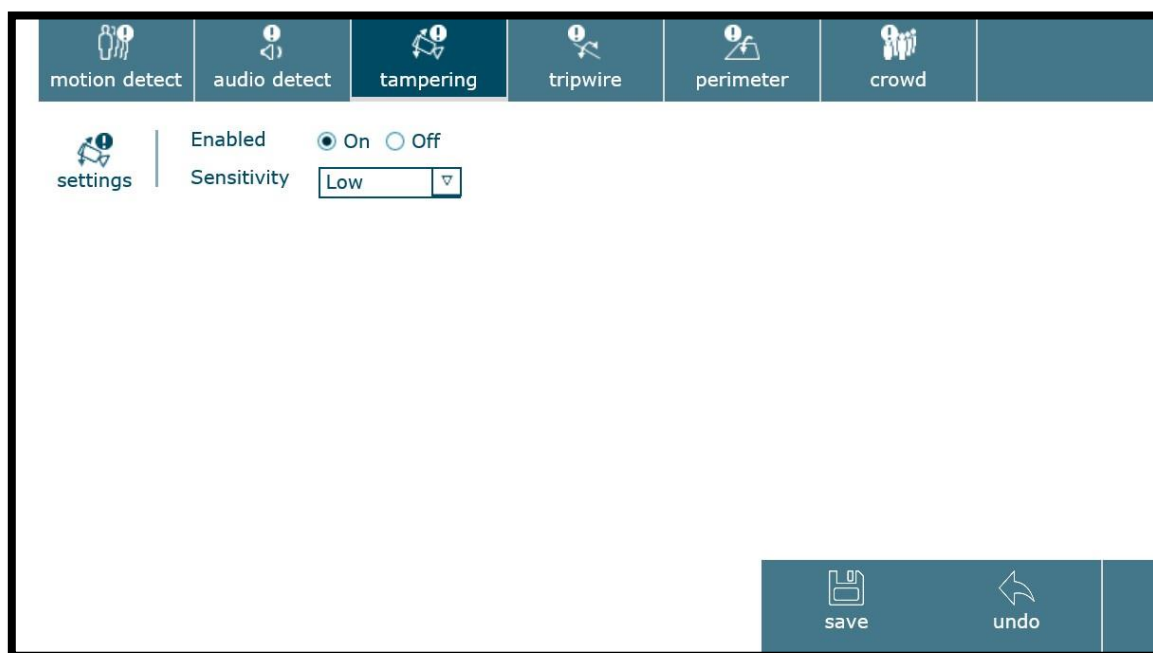 motion detect audio detect tampering tripwire perimeter crowd
settings
Enabled On Off
Sensitivity Low
save undo